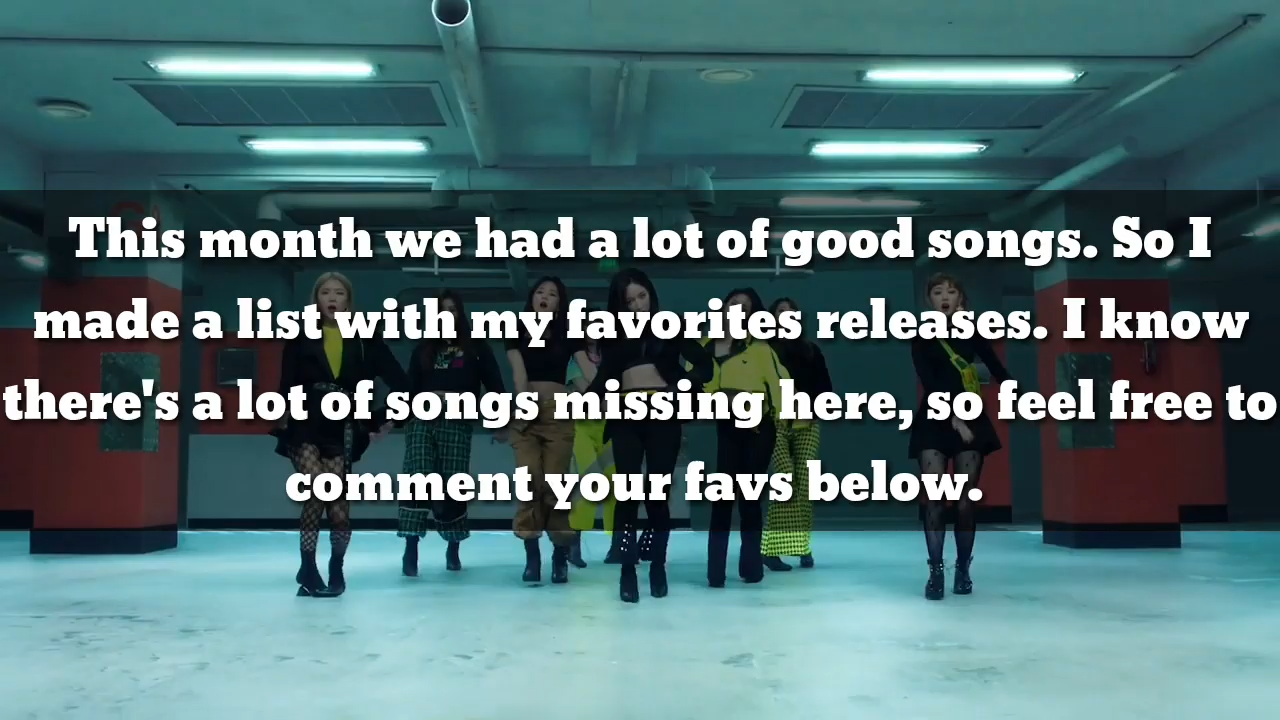 This month we had a lot of good songs. So I
made a list with my favorites releases. I know
there's a lot of songs missing here, so feel free to
comment your favs below.